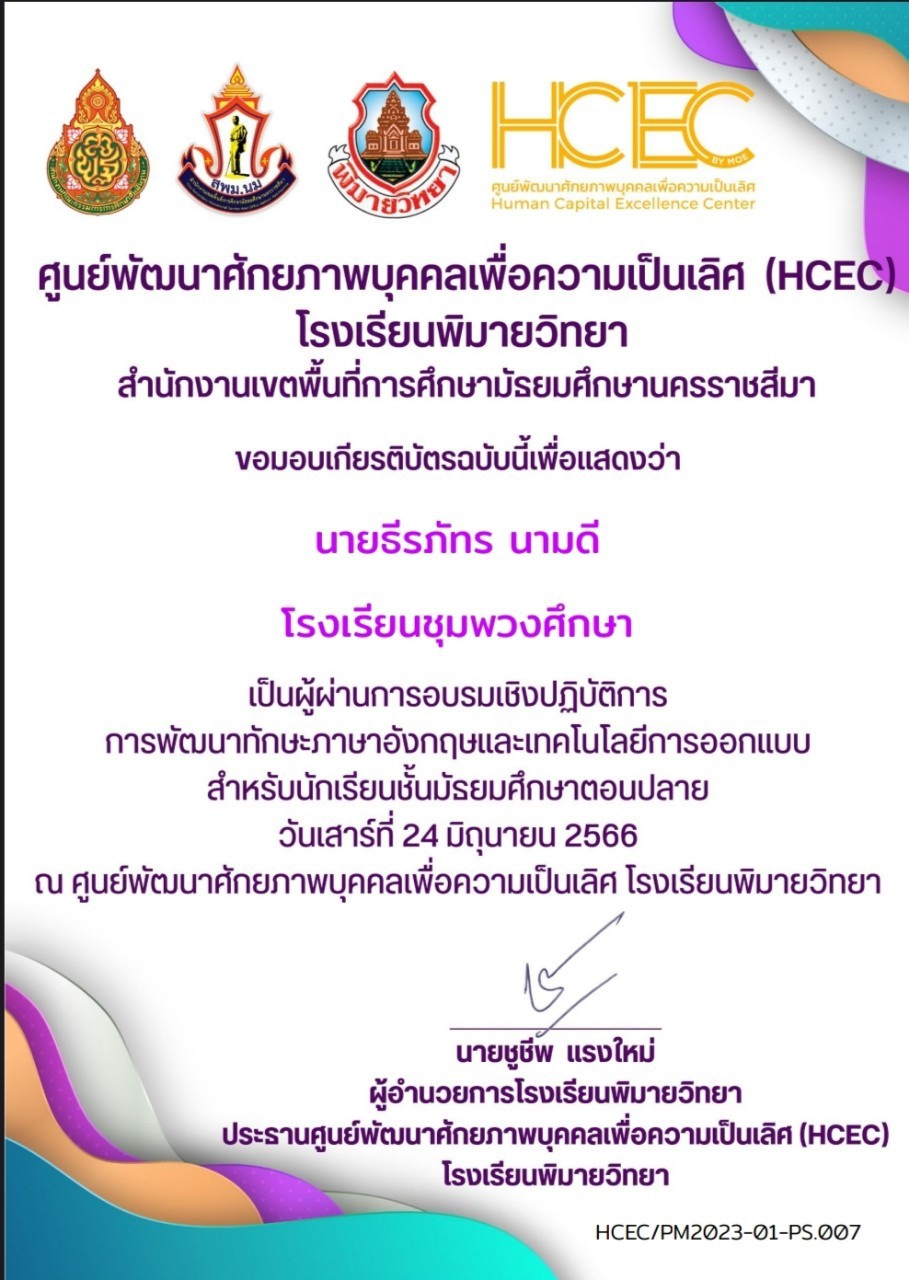 สพม.นม
พิมายวิทยา
HCEC
BY MOE
ศูนย์พัฒนาศักยภาพบุคคลเพื่อความเป็นเลิศ
Human Capital Excellence Center
ศูนย์พัฒนาศักยภาพบุคคลเพื่อความเป็นเลิศ (HCEC)
โรงเรียนพิมายวิทยา
สำนักงานเขตพื้นที่การศึกษามัธยมศึกษานครราชสีมา
ขอมอบเกียรติบัตรฉบับนี้เพื่อแสดงว่า
นายธีรภัทร นามดี
โรงเรียนชุมพวงศึกษา
เป็นผู้ผ่านการอบรมเชิงปฏิบัติการ
การพัฒนาทักษะภาษาอังกฤษและเทคโนโลยีการออกแบบ
สำหรับนักเรียนชั้นมัธยมศึกษาตอนปลาย
วันเสาร์ที่ 24 มิถุนายน 2566
ณ ศูนย์พัฒนาศักยภาพบุคคลเพื่อความเป็นเลิศ โรงเรียนพิมายวิทยา
นายชูชีพ แรงใหม่
ผู้อำนวยการโรงเรียนพิมายวิทยา
ประธานศูนย์พัฒนาศักยภาพบุคคลเพื่อความเป็นเลิศ (HCEC)
โรงเรียนพิมายวิทยา
HCEC/PM2023-01-PS.007